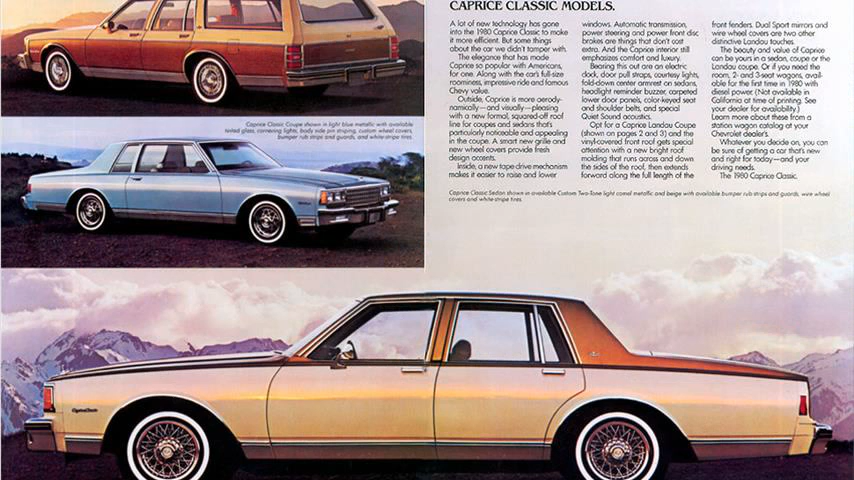 CAPRICE CLASSIC MODELS.
A lot of new technology has gone
into the 1980 Caprice Classic to make
it more efficient. But some things
about the car we didn't tamper with.
The elegance that has made
Caprice so popular with Americans,
for one. Along with the car's full-size
roominess, impressive ride and famous
Chevy value.
Outside, Caprice is more aerody-
namically—and visually—pleasing
with a new formal, squared-off roof
line for coupes and sedans that's
particularly noticeable and appealing
in the coupe. A smart new grille and
new wheel covers provide fresh
design accents.
Inside, a new tape drive mechanism
makes it easier to raise and lower
windows. Automatic transmission,
power steering and power front disc
brakes are things that don't cost
extra. And the Caprice interior still
emphasizes comfort and luxury.
Bearing this out are an electric
clock, door pull straps, courtesy lights,
fold-down center armrest on sedans,
headlight reminder buzzer, carpeted
lower door panels, color-keyed seat
and shoulder belts, and special
Quiet Sound acoustics.
Opt for a Caprice Landau Coupe
(shown on pages 2 and 3) and the
vinyl-covered front roof gets special
attention with a new bright roof
molding that runs across and down
the sides of the roof, then extends
forward along the full length of the
front fenders. Dual Sport mirrors and
wire wheel covers are two other
distinctive Landau touches.
The beauty and value of Caprice
can be yours in a sedan, coupe or the
Landau coupe. Or if you need the
room, 2- and 3-seat wagons, avail-
able for the first time in 1980 with
diesel power. (Not available in
California at time of printing. See
your dealer for availability.)
Learn more about these from a
station wagon catalog at your
Chevrolet dealer's.
Whatever you decide on, you can
be sure of getting a car that's new
and right for today—and your
driving needs.
The 1980 Caprice Classic.
Caprice Classic Coupe shown in light blue metallic with available
tinted glass, cornering lights, body side pin striping, custom wheel covers,
bumper rub strips and guards, and white-stripe tires.
Caprice Classic Sedan shown in available Custom Two-Tone light camel metallic and beige with available bumper rub strips and guards, wire wheel
covers and white-stripe tires.
Caprice Classic